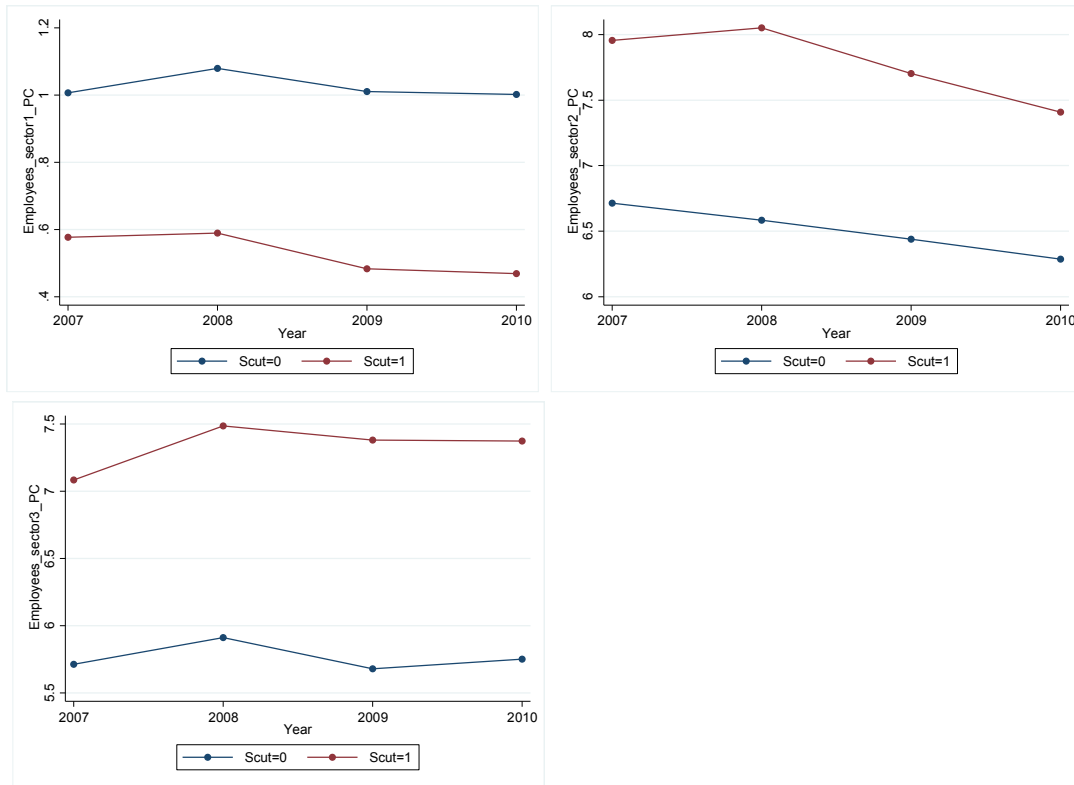 Employees_sector1_PC
1.2
1
.8
.6
.4
2007 2008 2009 2010
Year
Scut=0 Scut=1
Employees_sector2_PC
8
7.5
7
6.5
6
2007 2008 2009 2010
Year
Scut=0 Scut=1
Employees_sector3_PC
7.5
7
6.5
6
5.5
2007 2008 2009 2010
Year
Scut=0 Scut=1